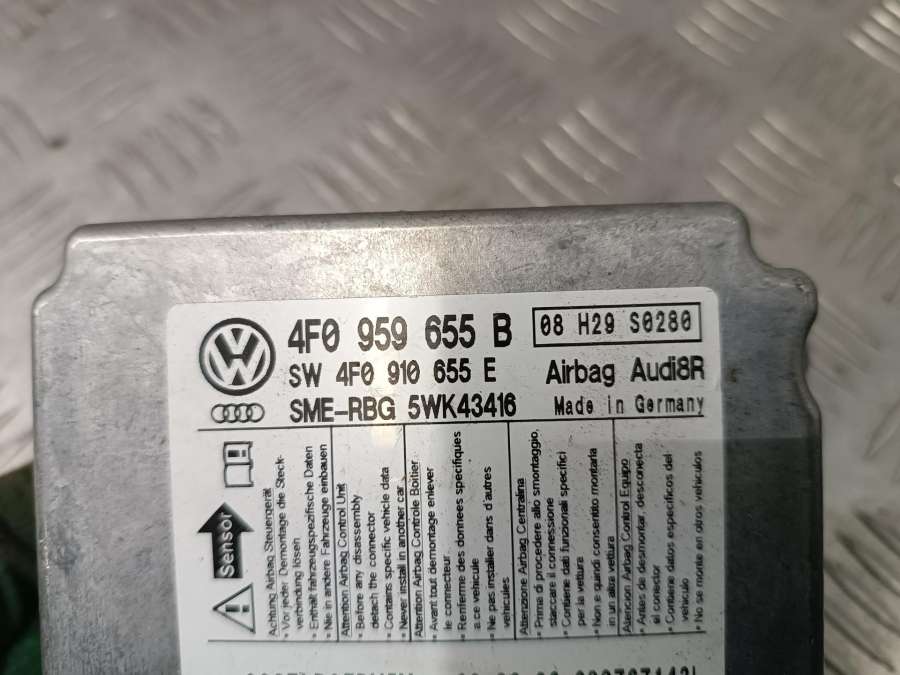 4F0 959 655 B
08 H29 S0280
SW 4F0 910 655 E
Airbag Audi8R
SME-RBG 5WK43416
Made in Germany
Sensor
Achtung Airbag Steuergerät
• Vor jeder Demontage die Steck-
verbindung lösen
• Enthält fahrzeugspezifische Daten
• Nie in andere Fahrzeuge einbauen
Attention Airbag Control Unit
• Before any disassembly
detach the connector
• Contains specific vehicle data
• Never install in another car
Attention Airbag Controle Boitier
• Avant tout demontage enlever
le connecteur
• Renferme des donnees specifiques
a ce vehicule
• Ne pas installer dans d'autres
vehicules
Attenzione Airbag Centralina
• Prima di procedere allo smontaggio,
staccare il connessione
• Contiene dati funzionali specifici
per la vettura
• Non e quindi consentito montarla
in un altra vettura
Atencion Airbag Control Equipo
• Antes de desmontar, desconecta
el conector
• Contiene datos especificos del
vehiculo
• No se monte en otros vehiculos